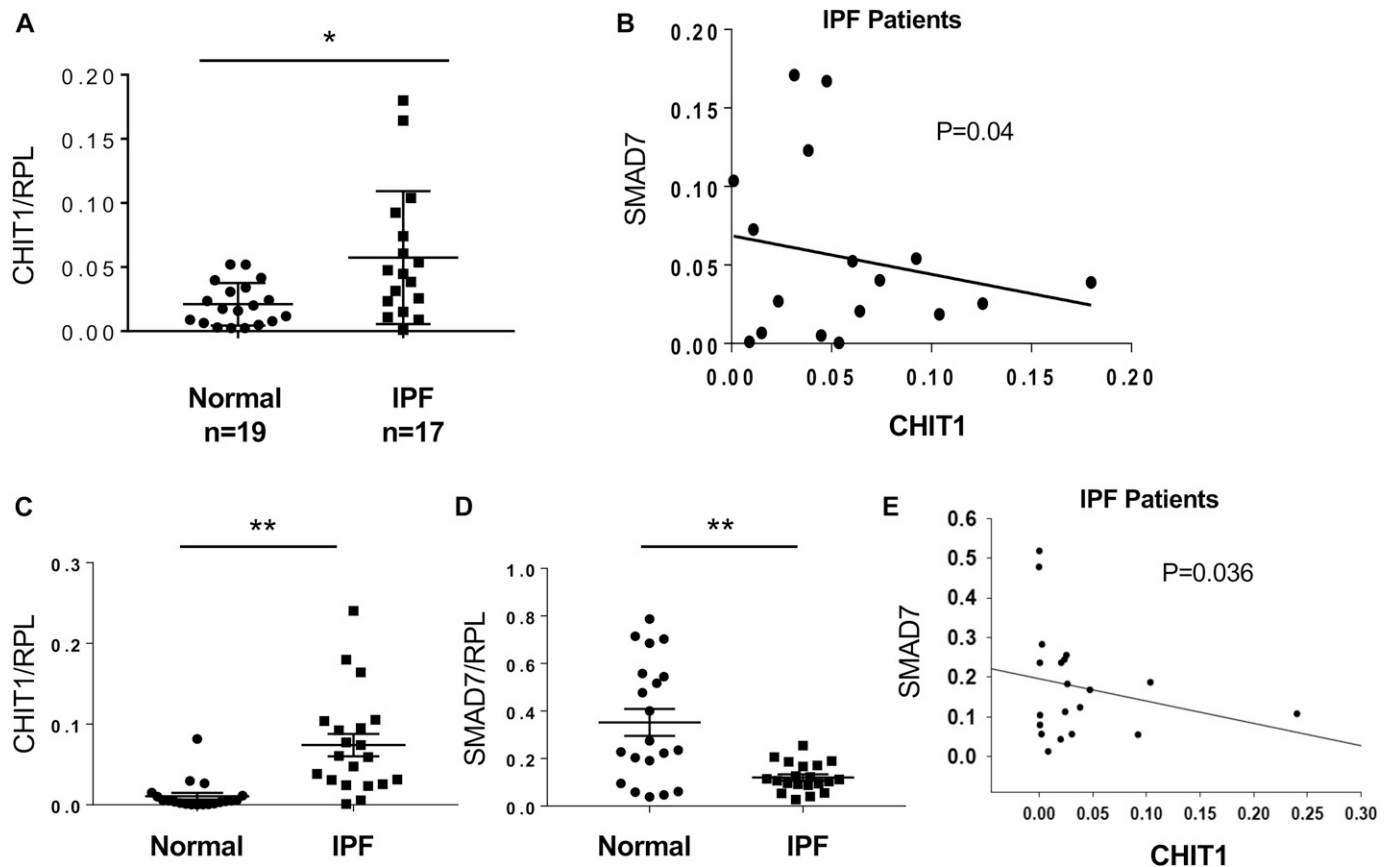 A
*
CHIT1/RPL
0.20
0.15
0.10
0.05
0.00
Normal
n=19
IPF
n=17
B
IPF Patients
SMAD7
0.20
0.15
0.10
0.05
0.00
P=0.04
0.00 0.05 0.10 0.15 0.20
CHIT1
C
**
CHIT1/RPL
0.3
0.2
0.1
0.0
Normal IPF
D
**
SMAD7/RPL
1.0
0.8
0.6
0.4
0.2
0.0
Normal IPF
E
IPF Patients
SMAD7
0.6
0.5
0.4
0.3
0.2
0.1
0.0
P=0.036
0.00 0.05 0.10 0.15 0.20 0.25 0.30
CHIT1